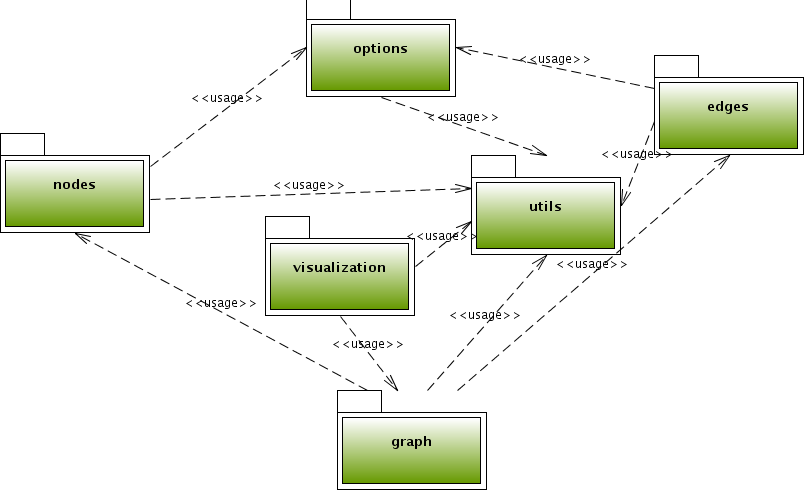 options
<<usage>>
<<usage>>
edges
<<usage>>
<<usage>>
nodes
<<usage>>
utils
<<usage>>
visualization
<<usage>>
<<usage>>
<<usage>>
<<usage>>
graph